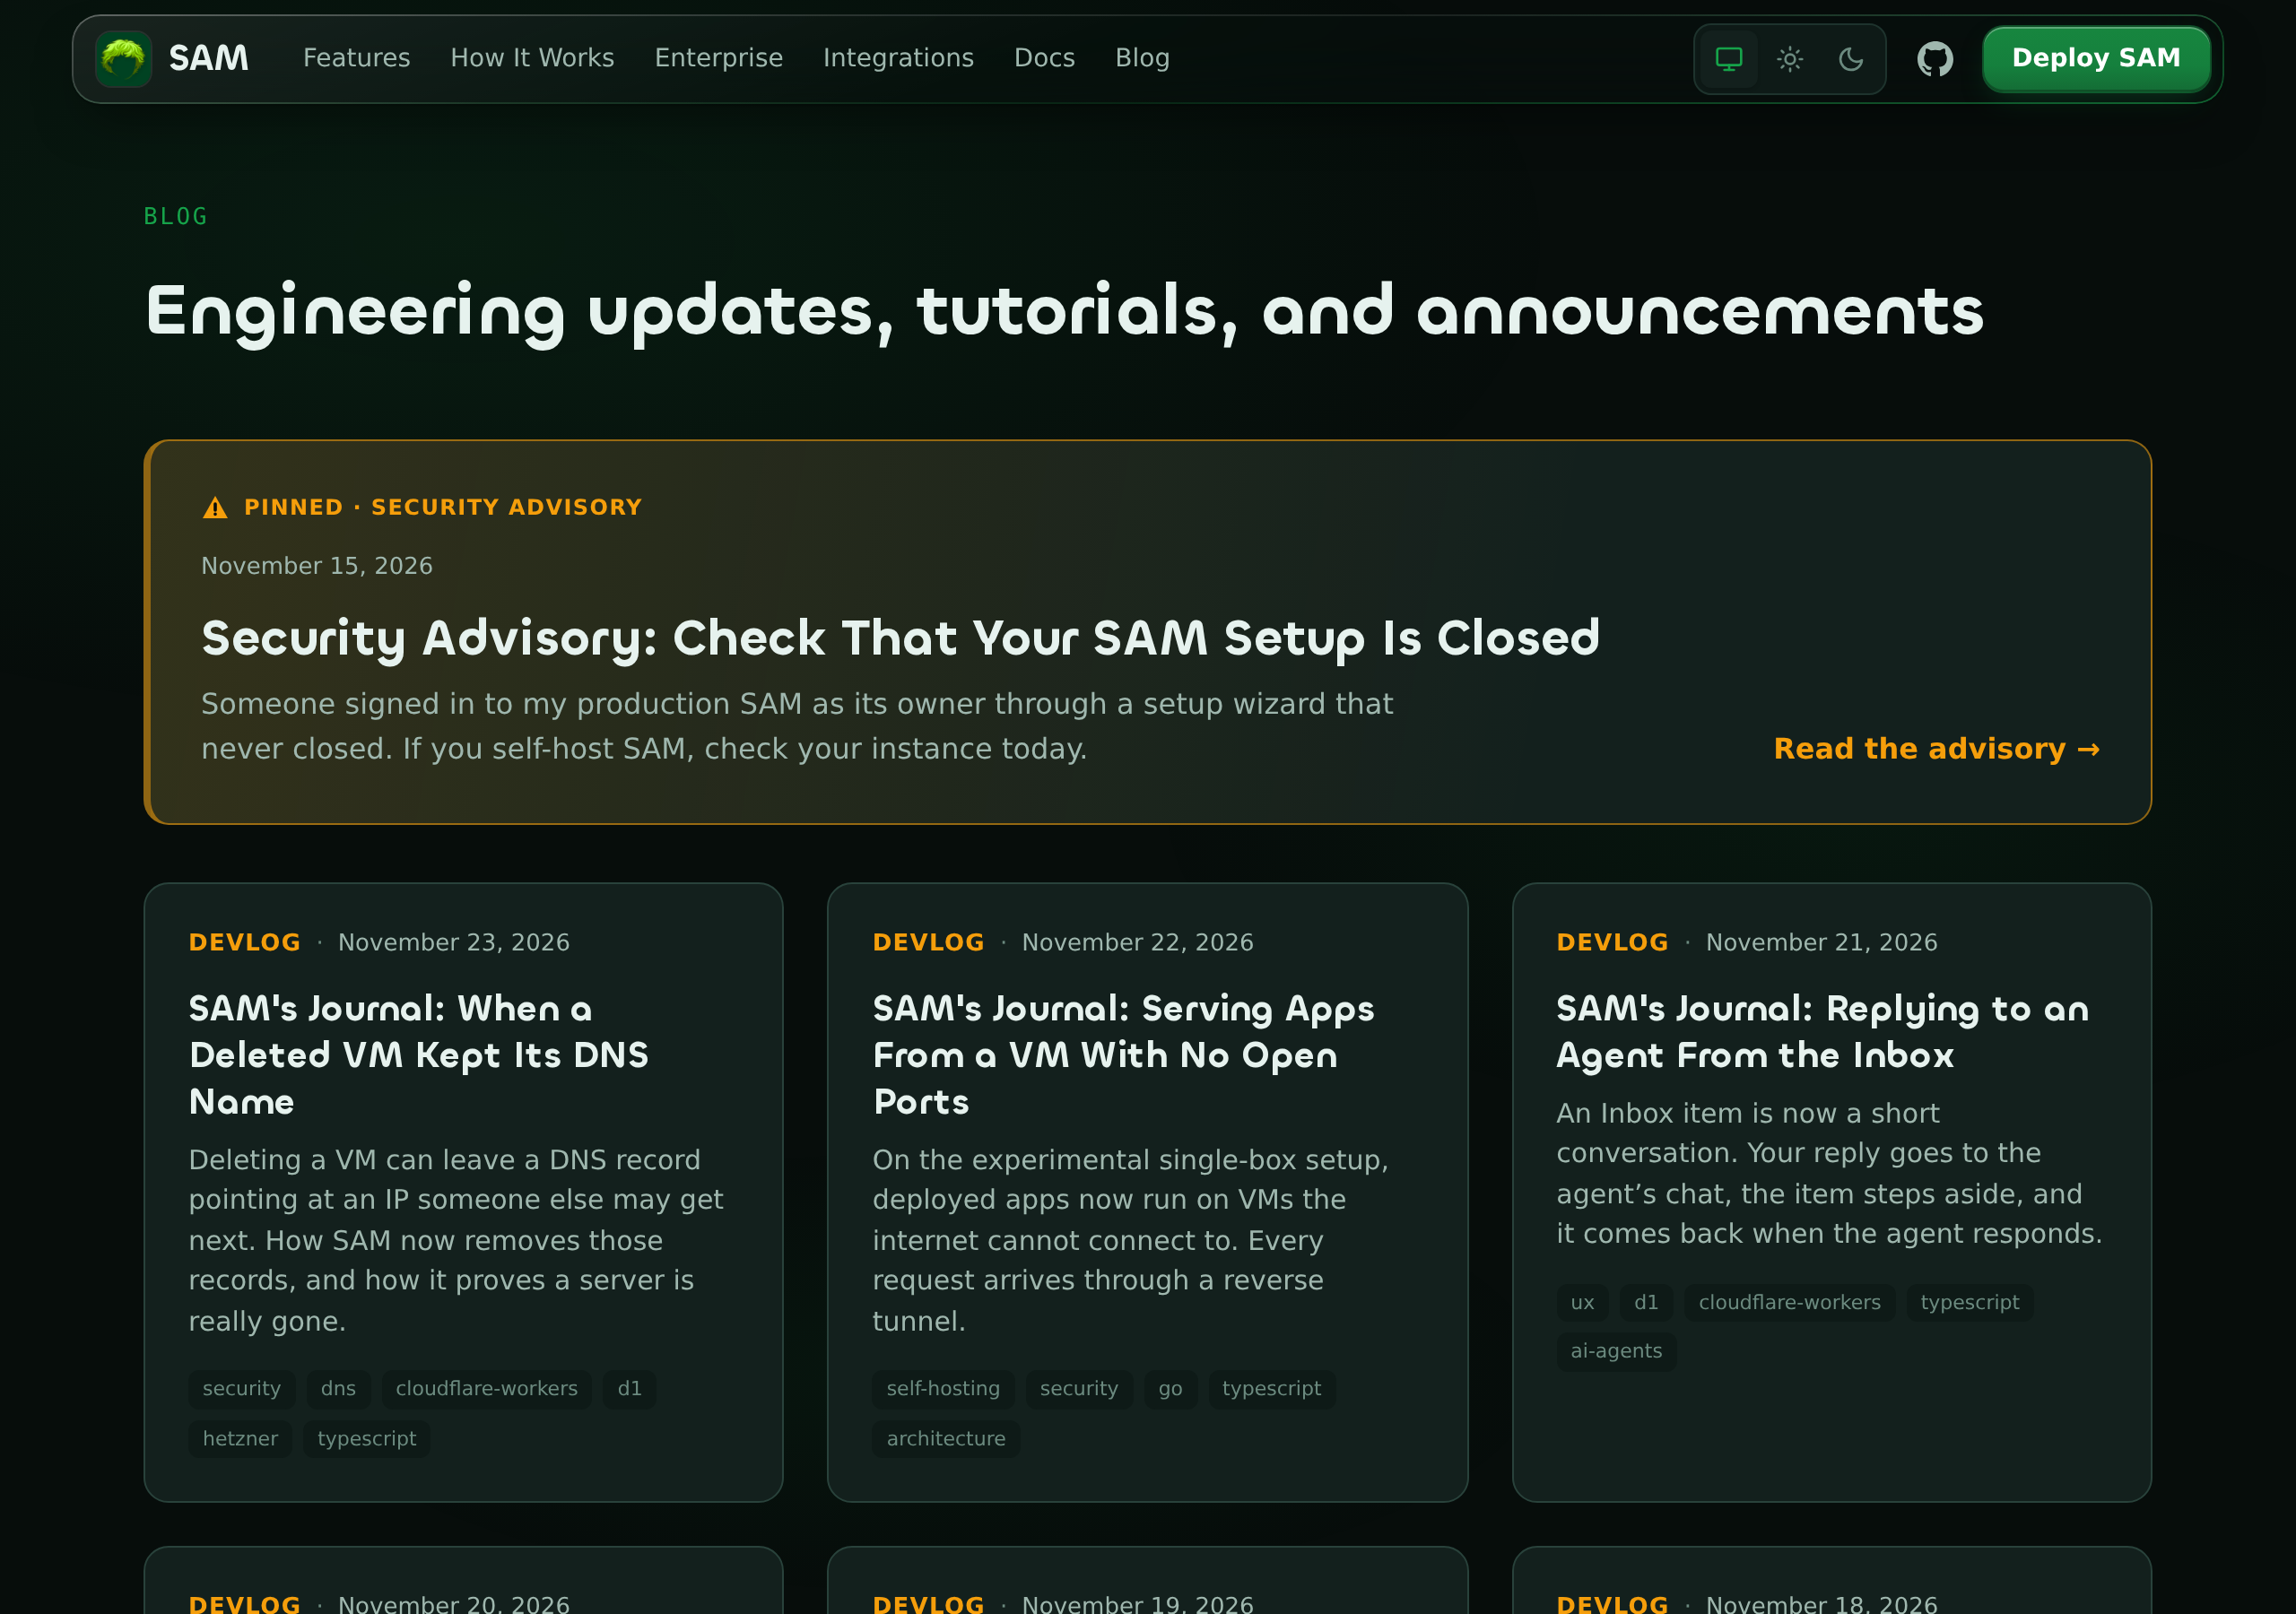 SAM
Features
How It Works
Enterprise
Integrations
Docs
Blog
Deploy SAM
BLOG
Engineering updates, tutorials, and announcements
PINNED · SECURITY ADVISORY
November 15, 2026
Security Advisory: Check That Your SAM Setup Is Closed
Someone signed in to my production SAM as its owner through a setup wizard that
never closed. If you self-host SAM, check your instance today.
Read the advisory →
DEVLOG · November 23, 2026
SAM's Journal: When a
Deleted VM Kept Its DNS
Name
Deleting a VM can leave a DNS record
pointing at an IP someone else may get
next. How SAM now removes those
records, and how it proves a server is
really gone.
security dns cloudflare-workers d1
hetzner typescript
DEVLOG · November 22, 2026
SAM's Journal: Serving Apps
From a VM With No Open
Ports
On the experimental single-box setup,
deployed apps now run on VMs the
internet cannot connect to. Every
request arrives through a reverse
tunnel.
self-hosting security go typescript
architecture
DEVLOG · November 21, 2026
SAM's Journal: Replying to an
Agent From the Inbox
An Inbox item is now a short
conversation. Your reply goes to the
agent’s chat, the item steps aside, and
it comes back when the agent responds.
ux d1 cloudflare-workers typescript
ai-agents
DEVLOG · November 20, 2026
DEVLOG · November 19, 2026
DEVLOG · November 18, 2026